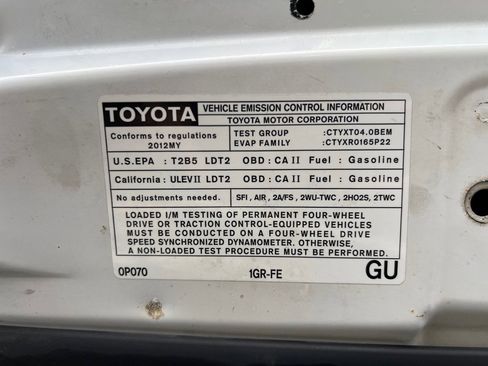 TOYOTA
VEHICLE EMISSION CONTROL INFORMATION
TOYOTA MOTOR CORPORATION
Conforms to regulations
2012MY
TEST GROUP :CTYXT04.0BEM
EVAP FAMILY :CTYXR0165P22
U.S.EPA : T2B5 LDT2 OBD : CA II Fuel : Gasoline
California : ULEVII LDT2 OBD : CA II Fuel : Gasoline
No adjustments needed. SFI , AIR , 2A/FS , 2WU-TWC , 2HO2S , 2TWC
LOADED I/M TESTING OF PERMANENT FOUR-WHEEL
DRIVE OR TRACTION CONTROL-EQUIPPED VEHICLES
MUST BE CONDUCTED ON A FOUR-WHEEL DRIVE
SPEED SYNCHRONIZED DYNAMOMETER. OTHERWISE,
A NON-LOADED TEST PROCEDURE MUST BE PERFORMED.
0P070 1GR-FE GU